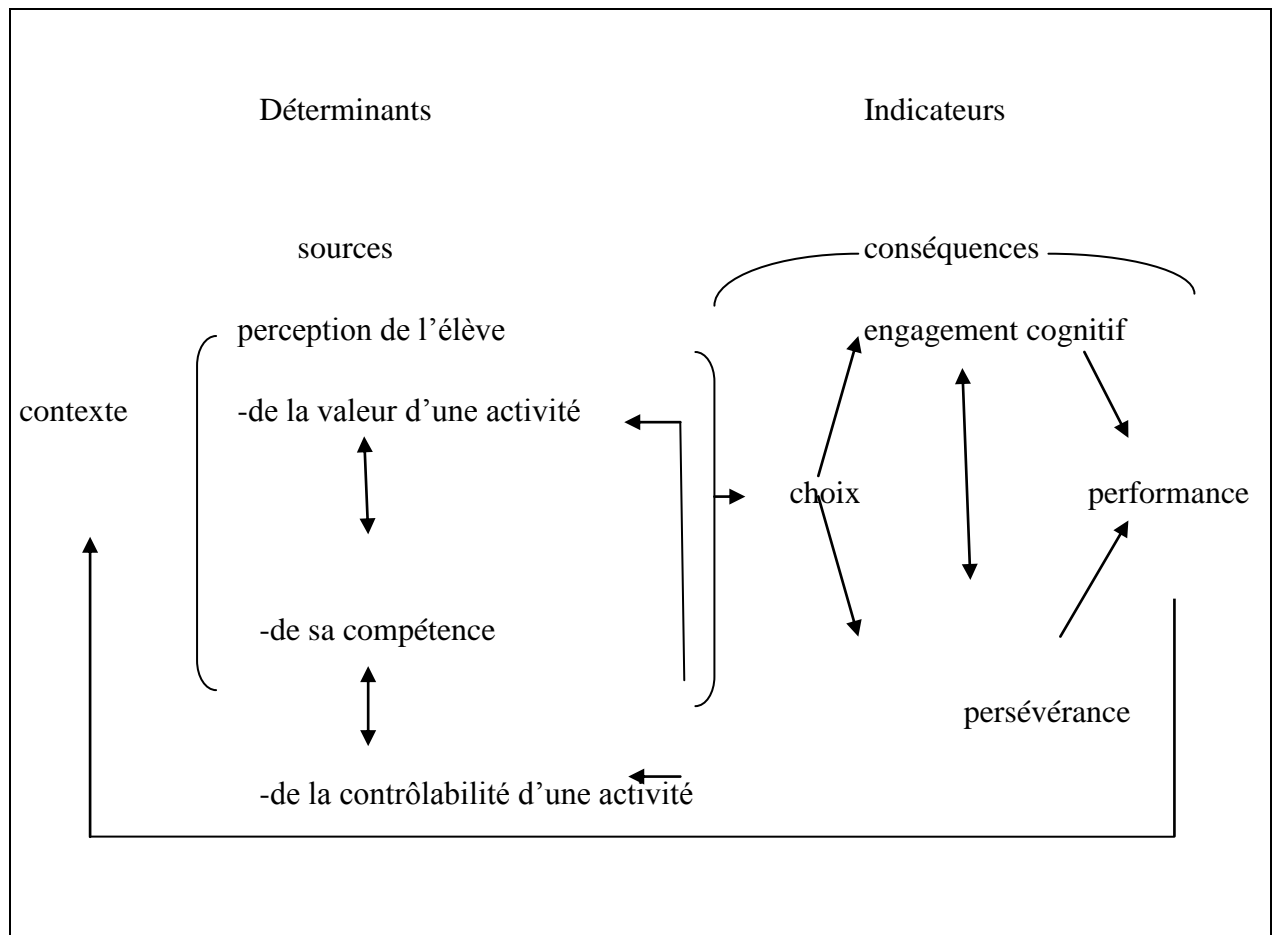 Déterminants
Indicateurs
sources
conséquences
perception de l’élève
engagement cognitif
contexte
-de la valeur d’une activité
choix
performance
-de sa compétence
persévérance
-de la contrôlabilité d’une activité